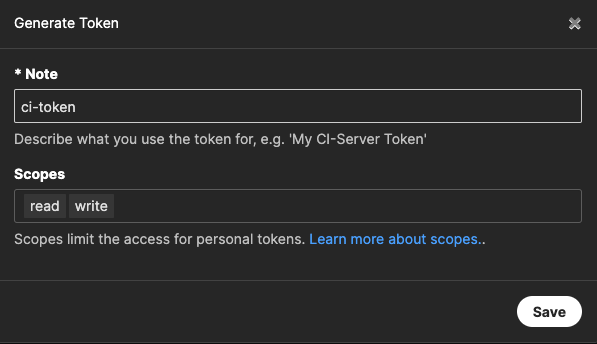 Generate Token
* Note
ci-token
Describe what you use the token for, e.g. 'My CI-Server Token'
Scopes
read write
Scopes limit the access for personal tokens. Learn more about scopes..
Save